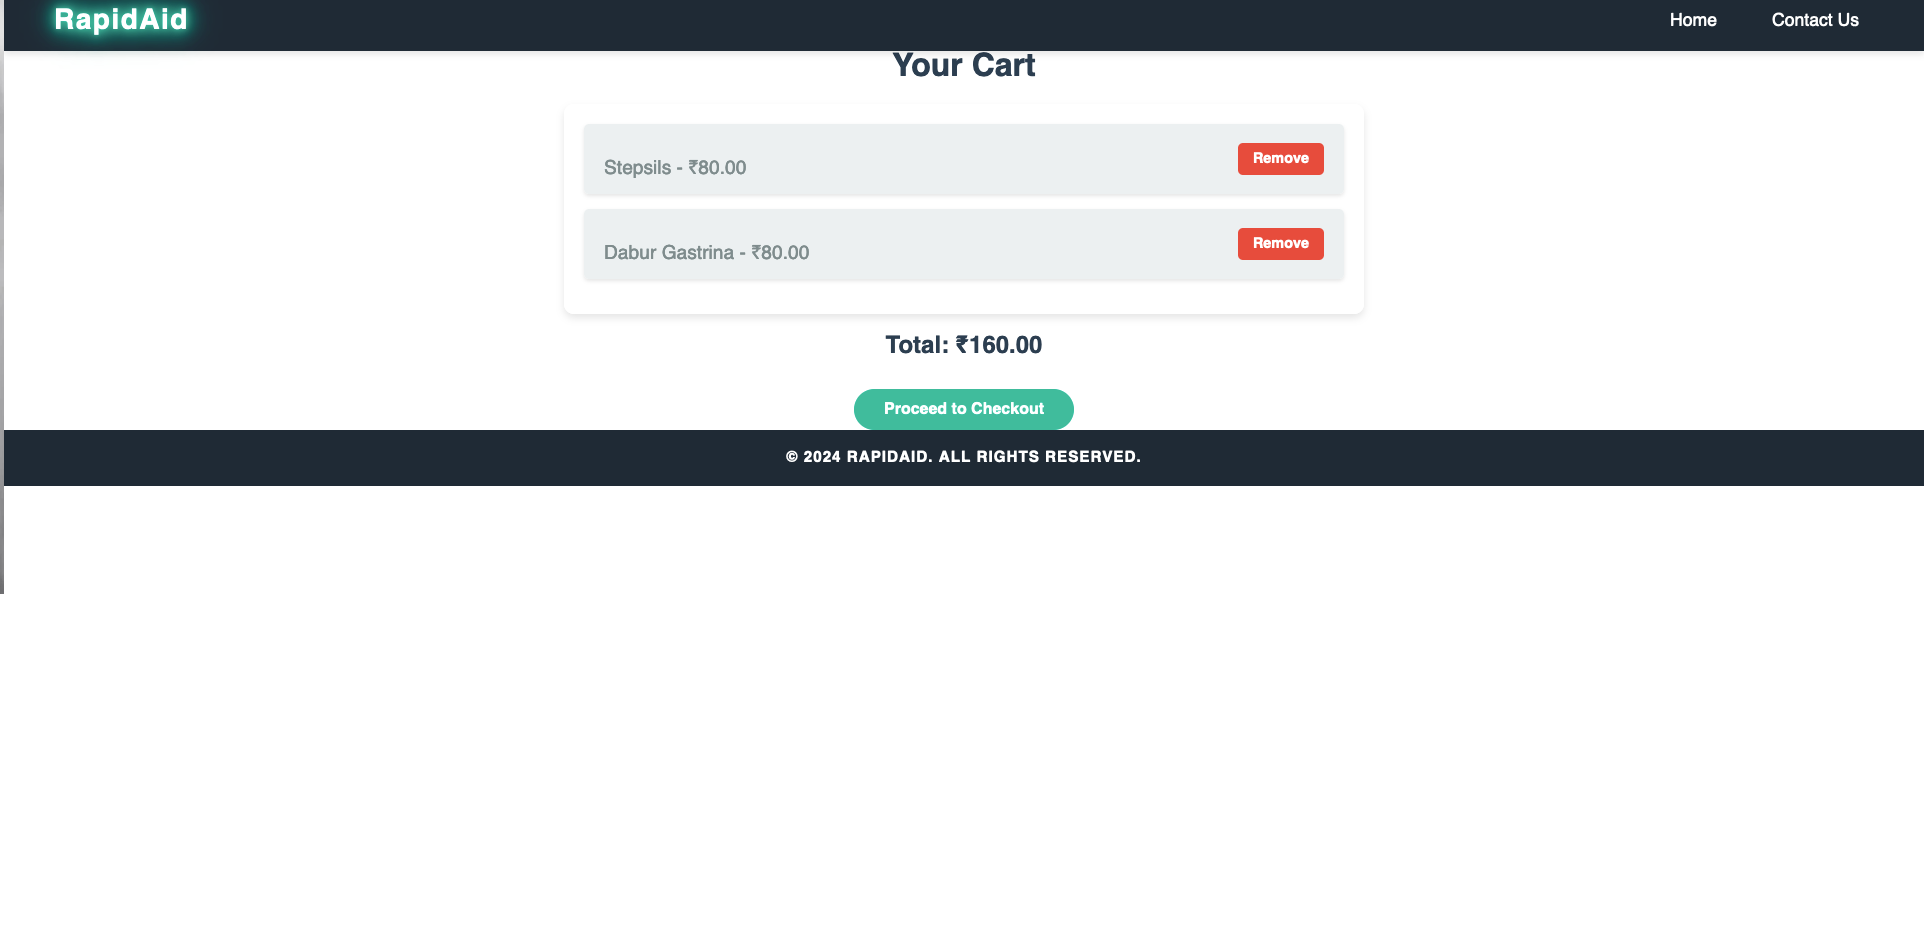 RapidAid
Home
Contact Us
Your Cart
Stepsils - ₹80.00
Remove
Dabur Gastrina - ₹80.00
Remove
Total: ₹160.00
Proceed to Checkout
© 2024 RAPIDAID. ALL RIGHTS RESERVED.